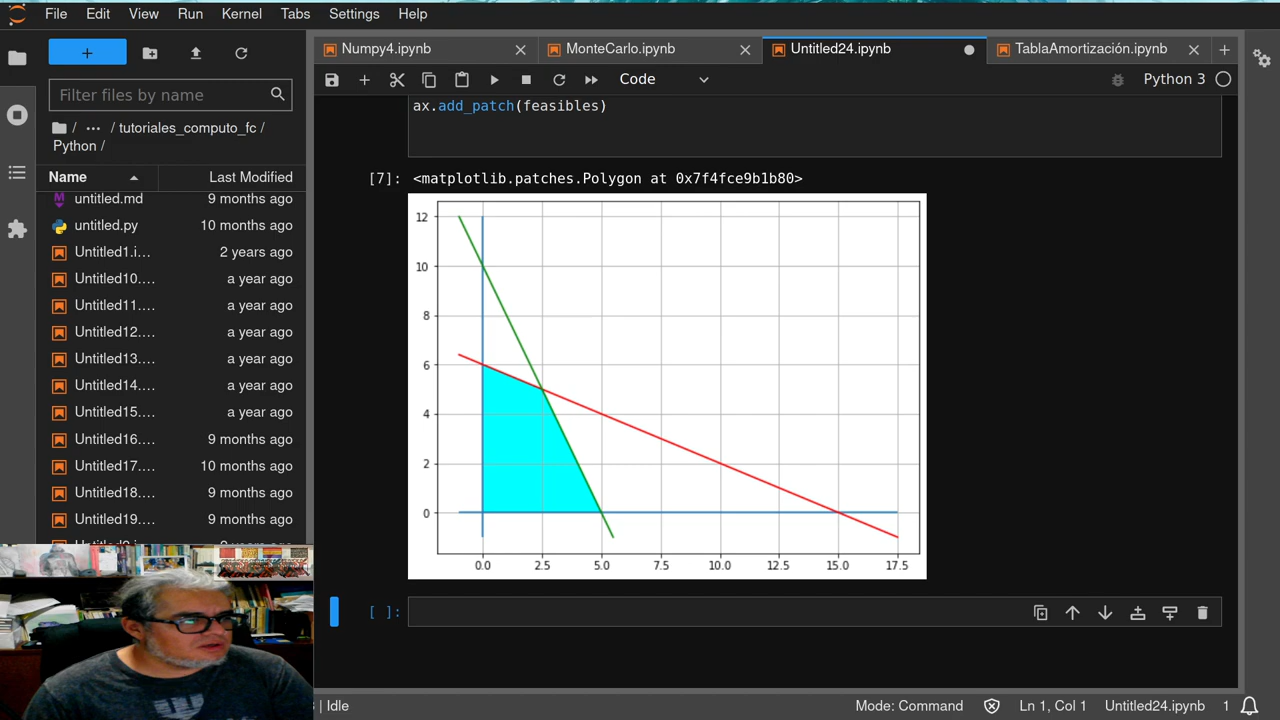 File Edit View Run Kernel Tabs Settings Help
Numpy4.ipynb
MonteCarlo.ipynb
Untitled24.ipynb
TablaAmortización.ipynb
Code
Python 3
Filter files by name
/ ... / tutoriales_computo_fc /
Python /
Name Last Modified
untitled.md 9 months ago
untitled.py 10 months ago
Untitled1.i... 2 years ago
Untitled10.... a year ago
Untitled11.... a year ago
Untitled12.... a year ago
Untitled13.... a year ago
Untitled14.... a year ago
Untitled15.... a year ago
Untitled16.... 9 months ago
Untitled17.... 10 months ago
Untitled18.... 9 months ago
Untitled19.... 9 months ago
ax.add_patch(feasibles)
[7]: <matplotlib.patches.Polygon at 0x7f4fce9b1b80>
12
10
8
6
4
2
0
0.0 2.5 5.0 7.5 10.0 12.5 15.0 17.5
[ ]:
| Idle
Mode: Command
Ln 1, Col 1
Untitled24.ipynb
1